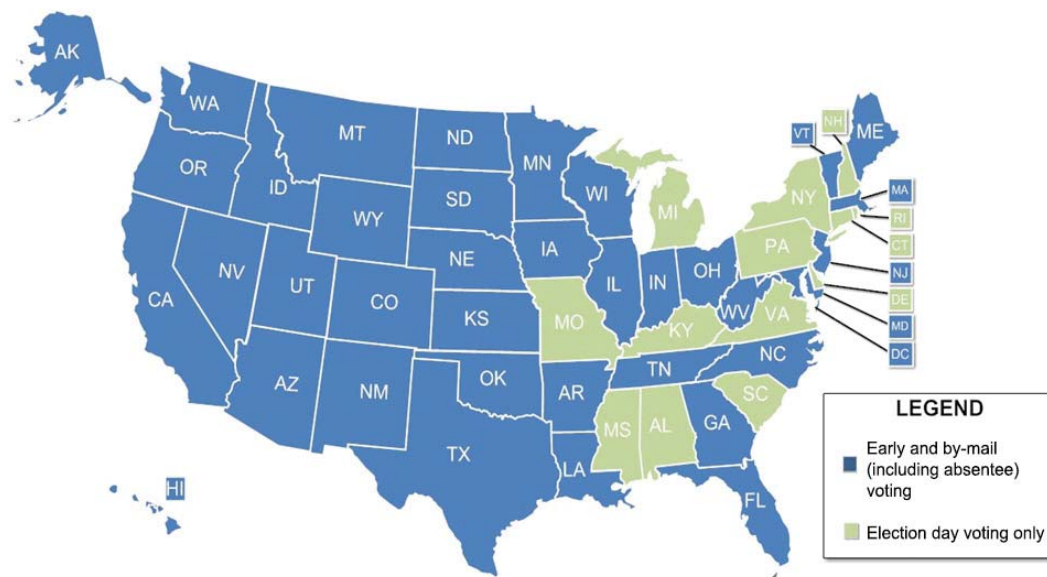 AK
WA
MT
ND
MN
VT
NH
ME
OR
ID
SD
WI
MI
NY
MA
WY
RI
CT
IA
PA
NE
NV
UT
CO
IL
IN
OH
NJ
CA
DE
WV
VA
MD
KS
MO
KY
DC
NC
TN
AZ
NM
OK
AR
SC
MS
AL
GA
TX
LA
FL
HI
LEGEND
Early and by-mail
(including absentee)
voting
Election day voting only